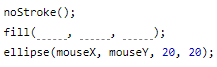 noStroke();
fill(_____, _____, _____);
ellipse(mouseX, mouseY, 20, 20);